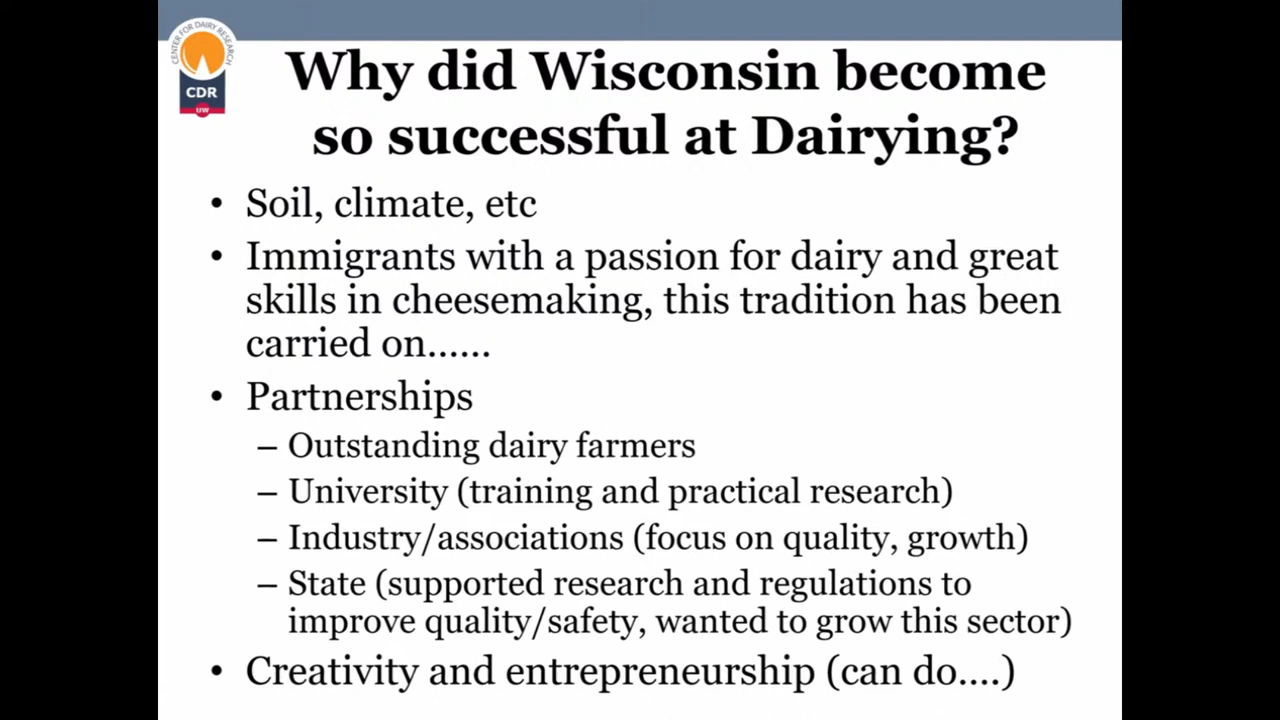 CENTER FOR DAIRY RESEARCH
CDR
UW
Why did Wisconsin become
so successful at Dairying?
• Soil, climate, etc
• Immigrants with a passion for dairy and great
skills in cheesemaking, this tradition has been
carried on……
• Partnerships
– Outstanding dairy farmers
– University (training and practical research)
– Industry/associations (focus on quality, growth)
– State (supported research and regulations to
improve quality/safety, wanted to grow this sector)
• Creativity and entrepreneurship (can do….)